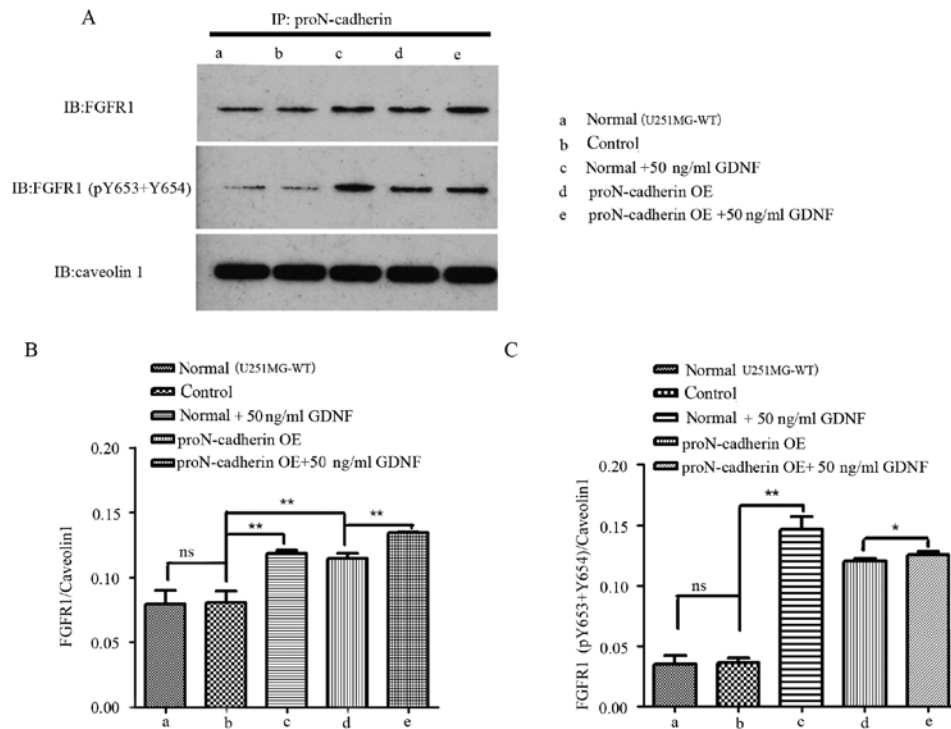 A
IP: proN-cadherin
a b c d e
IB:FGFR1
IB:FGFR1 (pY653+Y654)
IB:caveolin 1
a Normal (U251MG-WT)
b Control
c Normal +50 ng/ml GDNF
d proN-cadherin OE
e proN-cadherin OE +50 ng/ml GDNF
B
Normal (U251MG-WT)
Control
Normal + 50 ng/ml GDNF
proN-cadherin OE
proN-cadherin OE+50 ng/ml GDNF
FGFR1/Caveolin1
0.20
0.15
0.10
0.05
0.00
ns
**
**
**
a b c d e
C
Normal U251MG-WT)
Control
Normal + 50 ng/ml GDNF
proN-cadherin OE
proN-cadherin OE+ 50 ng/ml GDNF
FGFR1 (pY653+Y654)/Caveolin1
0.20
0.15
0.10
0.05
0.00
ns
**
*
a b c d e